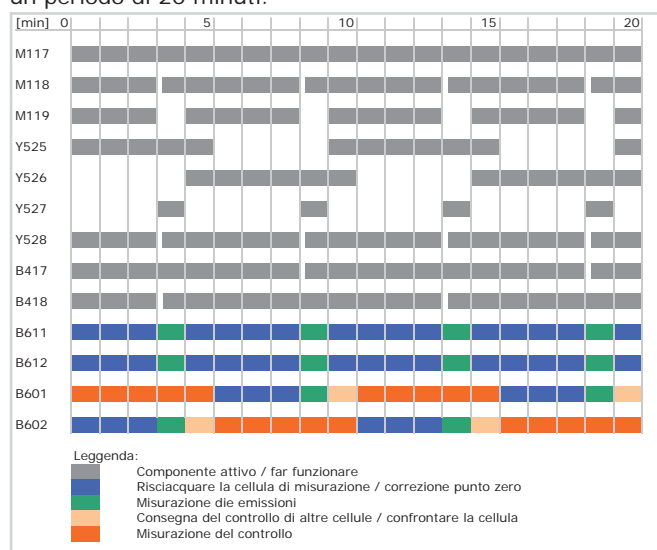 un periodo di 20 minuti.
[min] 0 5 10 15 20
M117
M118
M119
Y525
Y526
Y527
Y528
B417
B418
B611
B612
B601
B602
Leggenda:
Componente attivo / far funzionare
Risciacquare la cellula di misurazione / correzione punto zero
Misurazione die emissioni
Consegna del controllo di altre cellule / confrontare la cellula
Misurazione del controllo